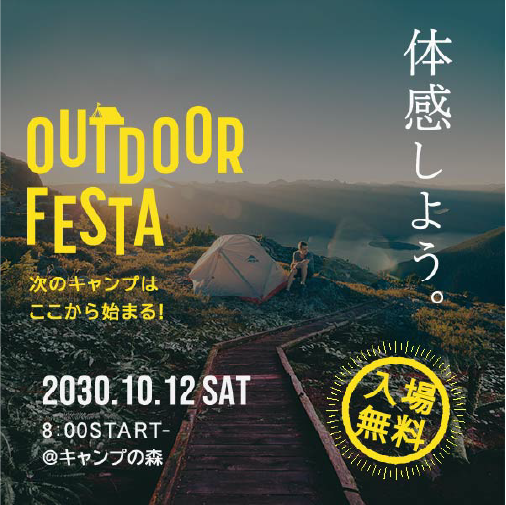 体感しよう。
OUTDOOR
FESTA
次のキャンプは
ここから始まる!
2030.10.12 SAT
8:00START-
@キャンプの森
入場
無料